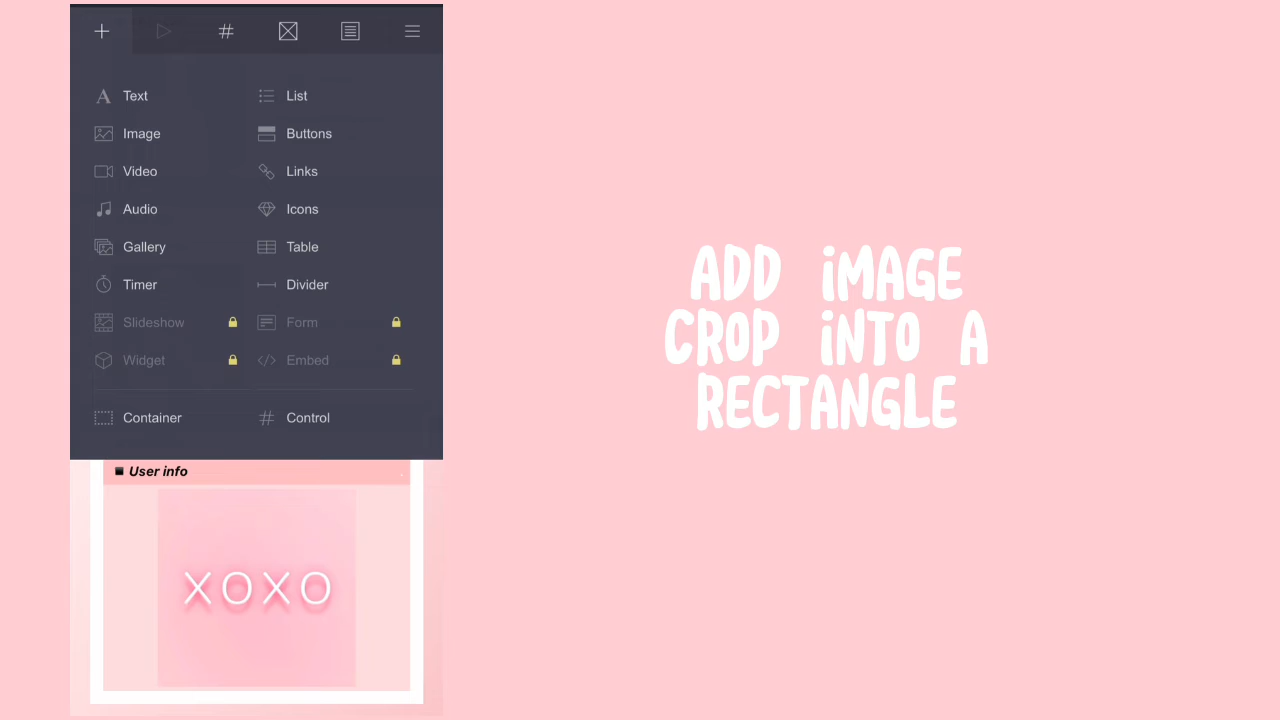 Text
List
Image
Buttons
Video
Links
Audio
Icons
Gallery
Table
Timer
Divider
Slideshow
Form
Widget
Embed
Container
Control
User info
XOXO
ADD IMAGE
CROP INTO A
RECTANGLE